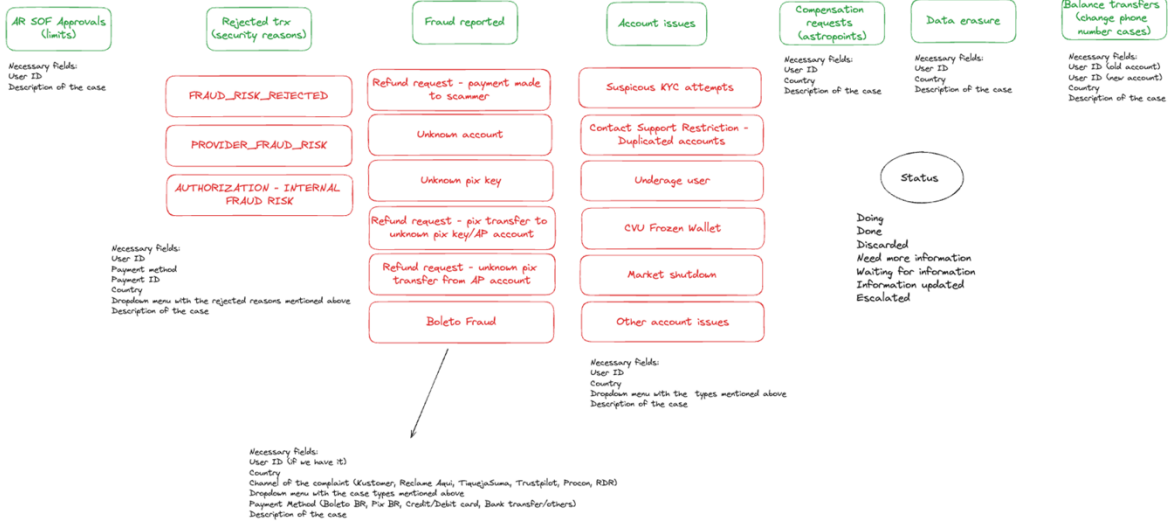 AR SOF Approvals
(limits)
Necessary fields:
User ID
Description of the case
Rejected trx
(security reasons)
FRAUD_RISK_REJECTED
PROVIDER_FRAUD_RISK
AUTHORIZATION - INTERNAL
FRAUD RISK
Necessary fields:
User ID
Payment method
Payment ID
Country
Dropdown menu with the rejected reasons mentioned above
Description of the case
Fraud reported
Refund request - payment made
to scammer
Unknown account
Unknown pix key
Refund request - pix transfer to
unknown pix key/AP account
Refund request - unknown pix
transfer from AP account
Boleto Fraud
Necessary fields:
User ID (if we have it)
Country
Channel of the complaint (Kustomer, Reclame Aqui, TiquejaSuma, Trustpilot, Procon, RDR)
Dropdown menu with the case types mentioned above
Payment Method (Boleto BR, Pix BR, Credit/Debit card, Bank transfer/others)
Description of the case
Account issues
Suspicous KYC attempts
Contact Support Restriction -
Duplicated accounts
Underage user
CVU Frozen Wallet
Market shutdown
Other account issues
Necessary fields:
User ID
Country
Dropdown menu with the types mentioned above
Description of the case
Compensation
requests
(astropoints)
Necessary fields:
User ID
Country
Description of the case
Data erasure
Necessary fields:
User ID
Country
Description of the case
Balance transfers
(change phone
number cases)
Necessary fields:
User ID (old account)
User ID (new account)
Country
Description of the case
Status
Doing
Done
Discarded
Need more information
Waiting for information
Information updated
Escalated